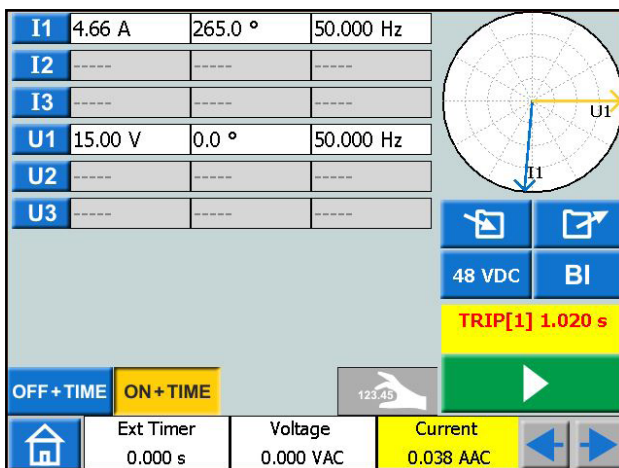 I1 4.66 A 265.0 ° 50.000 Hz
I2 ----- ----- -----
I3 ----- ----- -----
U1 15.00 V 0.0 ° 50.000 Hz
U2 ----- ----- -----
U3 ----- ----- -----
U1
I1
48 VDC BI
TRIP[1] 1.020 s
OFF+TIME ON+TIME 123.45
Ext Timer Voltage Current
0.000 s 0.000 VAC 0.038 AAC